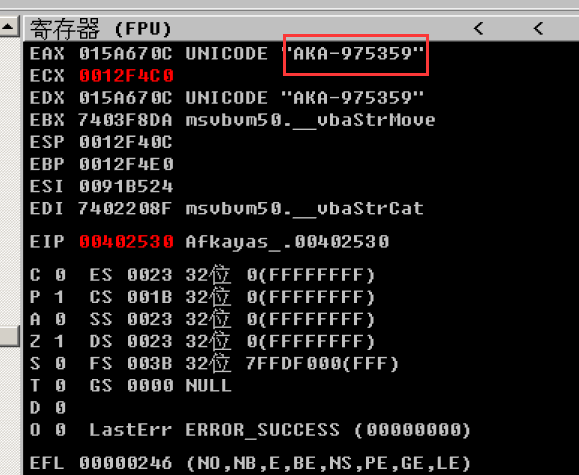 寄存器 (FPU) < <
EAX 015A670C UNICODE "AKA-975359"
ECX 0012F4C0
EDX 015A670C UNICODE "AKA-975359"
EBX 7403F8DA msvbvm50.__vbaStrMove
ESP 0012F40C
EBP 0012F4E0
ESI 0091B524
EDI 7402208F msvbvm50.__vbaStrCat
EIP 00402530 Afkayas_.00402530
C 0 ES 0023 32位 0(FFFFFFFF)
P 1 CS 001B 32位 0(FFFFFFFF)
A 0 SS 0023 32位 0(FFFFFFFF)
Z 1 DS 0023 32位 0(FFFFFFFF)
S 0 FS 003B 32位 7FFDF000(FFF)
T 0 GS 0000 NULL
D 0
O 0 LastErr ERROR_SUCCESS (00000000)
EFL 00000246 (NO,NB,E,BE,NS,PE,GE,LE)